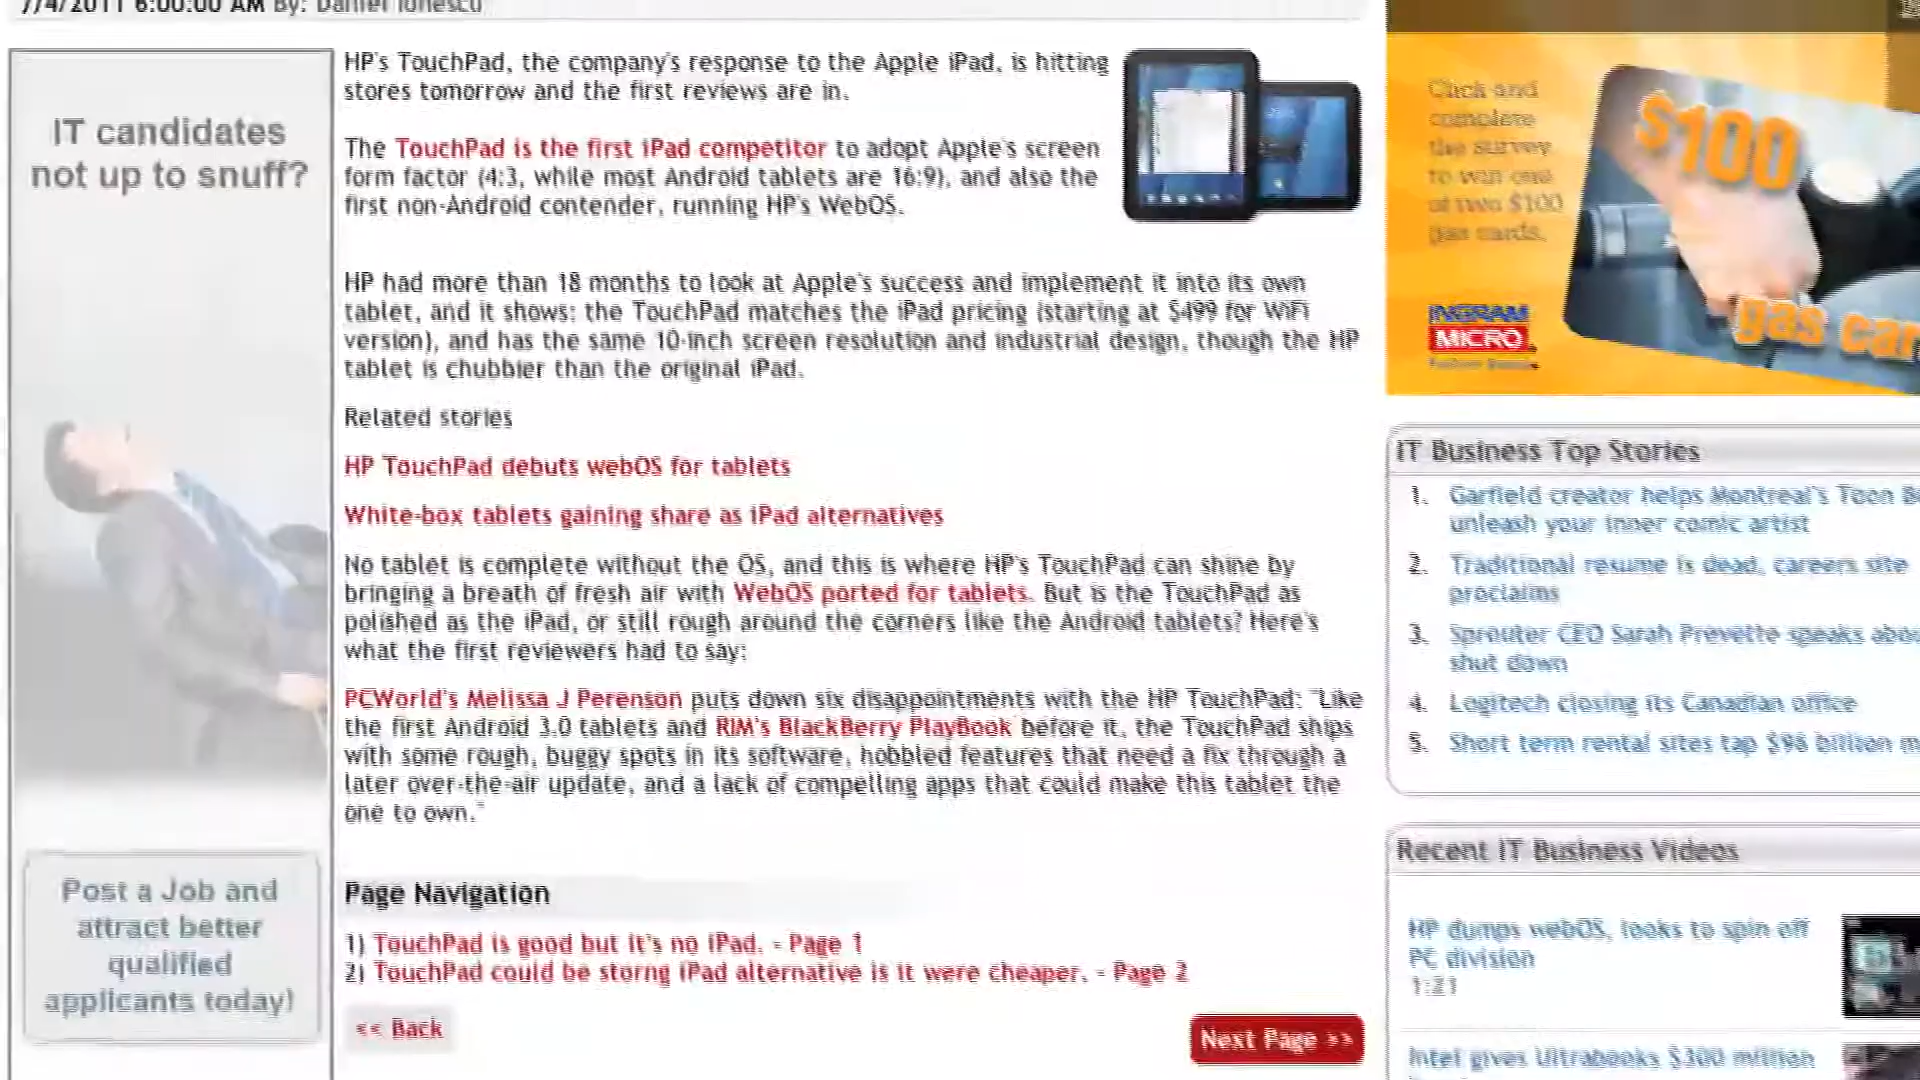 7/4/2011 6:00:00 AM By: Daniel Ionescu
IT candidates
not up to snuff?
Post a Job and
attract better
qualified
applicants today!
HP's TouchPad, the company's response to the Apple iPad, is hitting
stores tomorrow and the first reviews are in.
The TouchPad is the first iPad competitor to adopt Apple's screen
form factor (4:3, while most Android tablets are 16:9), and also the
first non-Android contender, running HP's WebOS.
HP had more than 18 months to look at Apple's success and implement it into its own
tablet, and it shows: the TouchPad matches the iPad pricing (starting at $499 for WiFi
version), and has the same 10-inch screen resolution and industrial design, though the HP
tablet is chubbier than the original iPad.
Related stories
HP TouchPad debuts webOS for tablets
White-box tablets gaining share as iPad alternatives
No tablet is complete without the OS, and this is where HP's TouchPad can shine by
bringing a breath of fresh air with WebOS ported for tablets. But is the TouchPad as
polished as the iPad, or still rough around the corners like the Android tablets? Here's
what the first reviewers had to say:
PCWorld's Melissa J Perenson puts down six disappointments with the HP TouchPad: "Like
the first Android 3.0 tablets and RIM's BlackBerry PlayBook before it, the TouchPad ships
with some rough, buggy spots in its software, hobbled features that need a fix through a
later over-the-air update, and a lack of compelling apps that could make this tablet the
one to own."
Page Navigation
1) TouchPad is good but it's no iPad. - Page 1
2) TouchPad could be storng iPad alternative is it were cheaper. - Page 2
<< Back
Next Page >>
Click and
complete
the survey
to win one
of two $100
gas cards.
$100
gas car
INGRAM
MICRO
IT Business Top Stories
1. Garfield creator helps Montreal's Toon B
unleash your inner comic artist
2. Traditional resume is dead, careers site
proclaims
3. Sprouter CEO Sarah Prevette speaks abo
shut down
4. Logitech closing its Canadian office
5. Short term rental sites tap $96 billion m
Recent IT Business Videos
HP dumps webOS, looks to spin off
PC division
1:21
Intel gives Ultrabooks $300 million